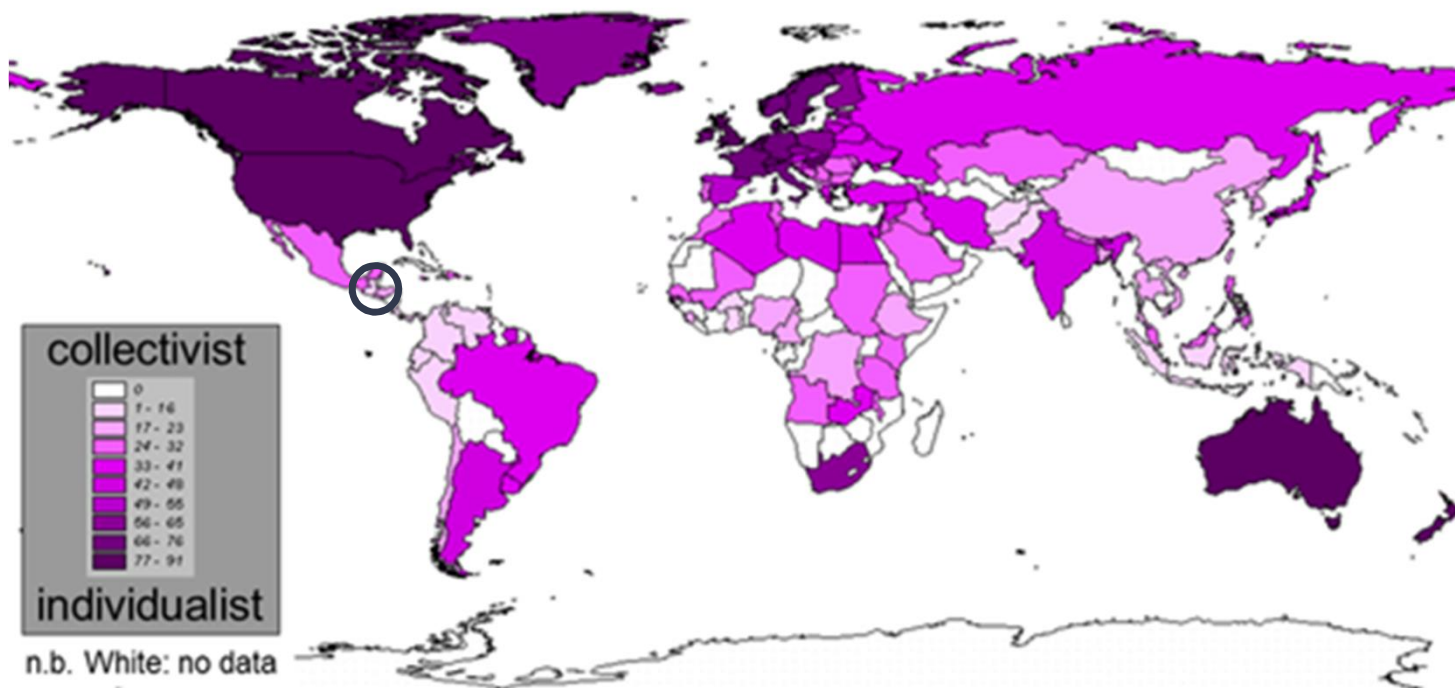 collectivist
0
1 - 16
17 - 23
24 - 32
33 - 41
42 - 48
49 - 55
56 - 65
66 - 76
77 - 91
individualist
n.b. White: no data